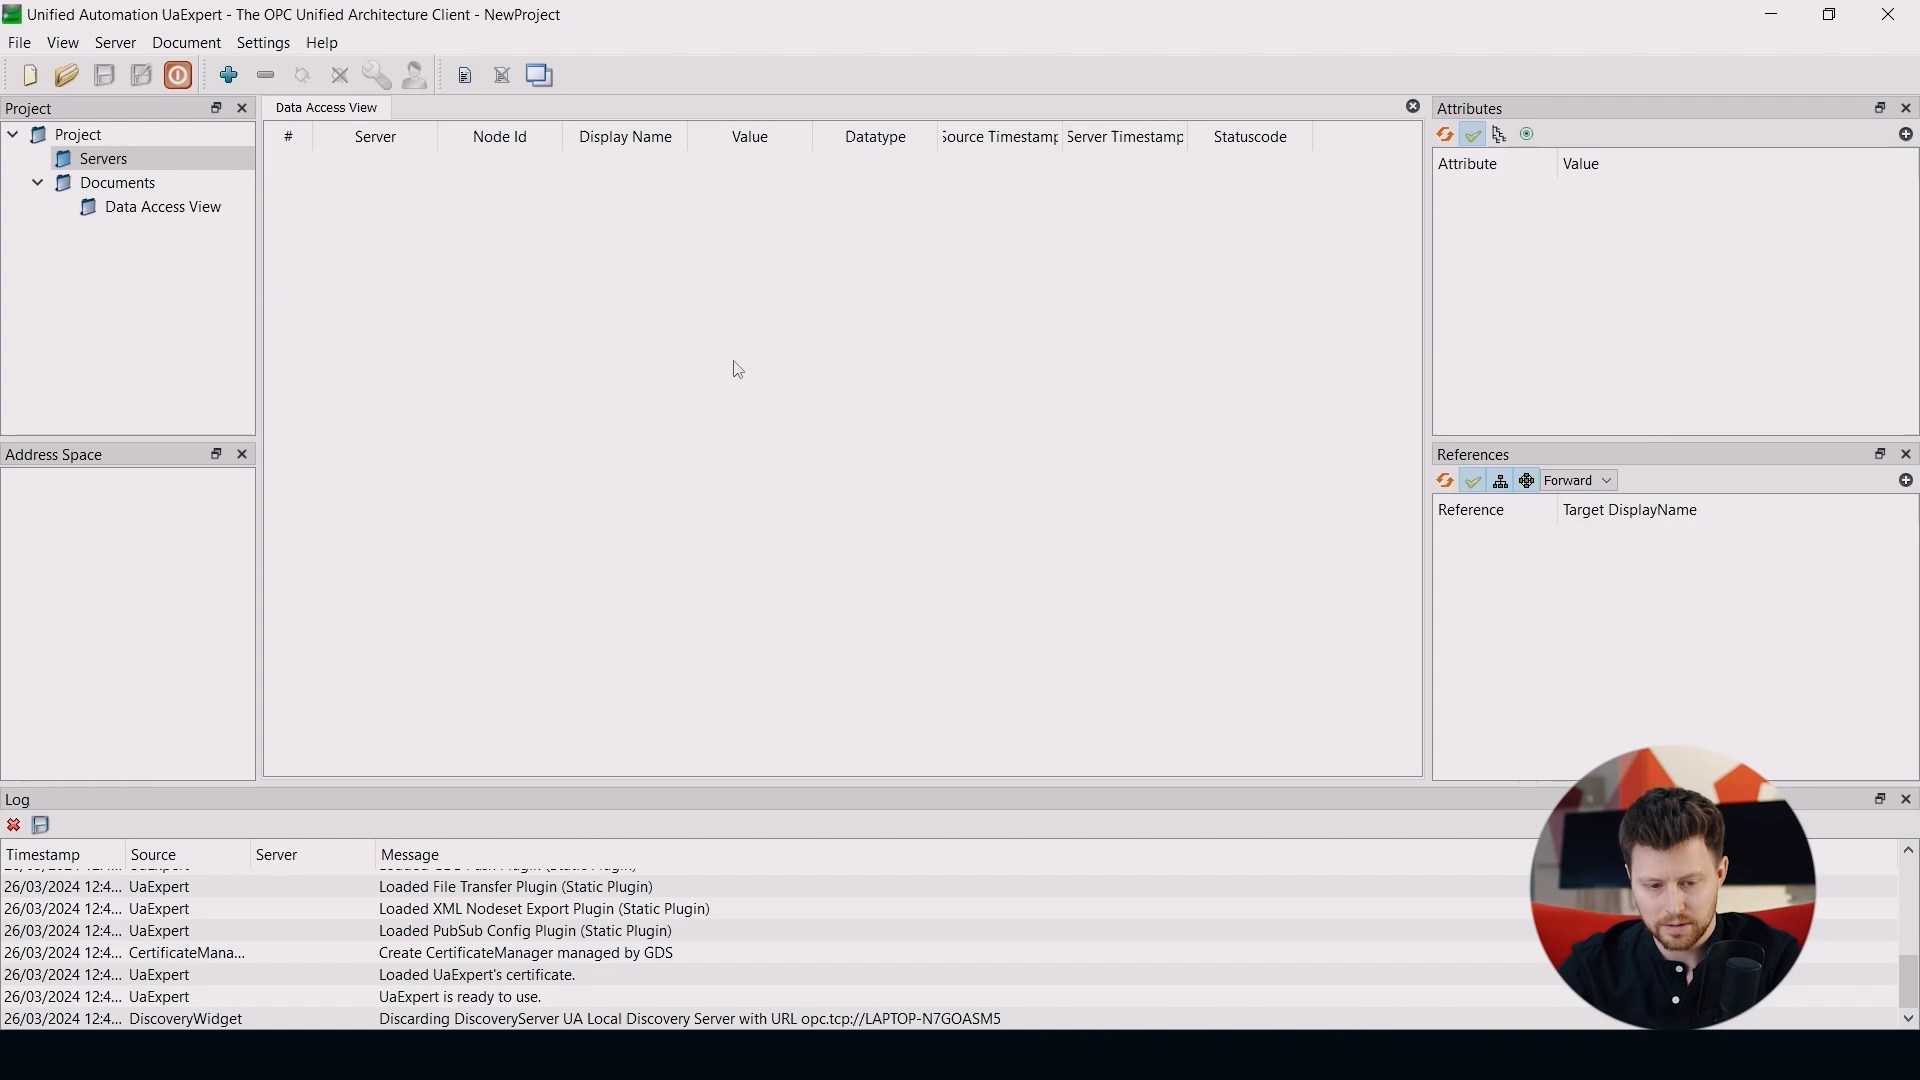 Unified Automation UaExpert - The OPC Unified Architecture Client - NewProject
File View Server Document Settings Help
Project
Project
Servers
Documents
Data Access View
Address Space
Data Access View
# Server Node Id Display Name Value Datatype Source Timestamp Server Timestamp Statuscode
Attributes
Attribute Value
References
Forward
Reference Target DisplayName
Log
Timestamp Source Server Message
26/03/2024 12:4... UaExpert Loaded File Transfer Plugin (Static Plugin)
26/03/2024 12:4... UaExpert Loaded XML Nodeset Export Plugin (Static Plugin)
26/03/2024 12:4... UaExpert Loaded PubSub Config Plugin (Static Plugin)
26/03/2024 12:4... CertificateMana... Create CertificateManager managed by GDS
26/03/2024 12:4... UaExpert Loaded UaExpert's certificate.
26/03/2024 12:4... UaExpert UaExpert is ready to use.
26/03/2024 12:4... DiscoveryWidget Discarding DiscoveryServer UA Local Discovery Server with URL opc.tcp://LAPTOP-N7GOASM5